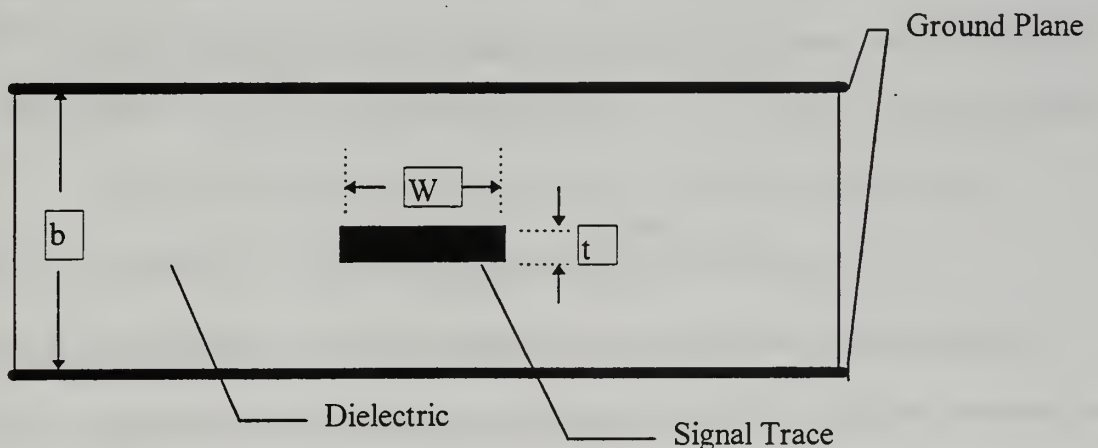 Ground Plane
W
b
t
Dielectric
Signal Trace